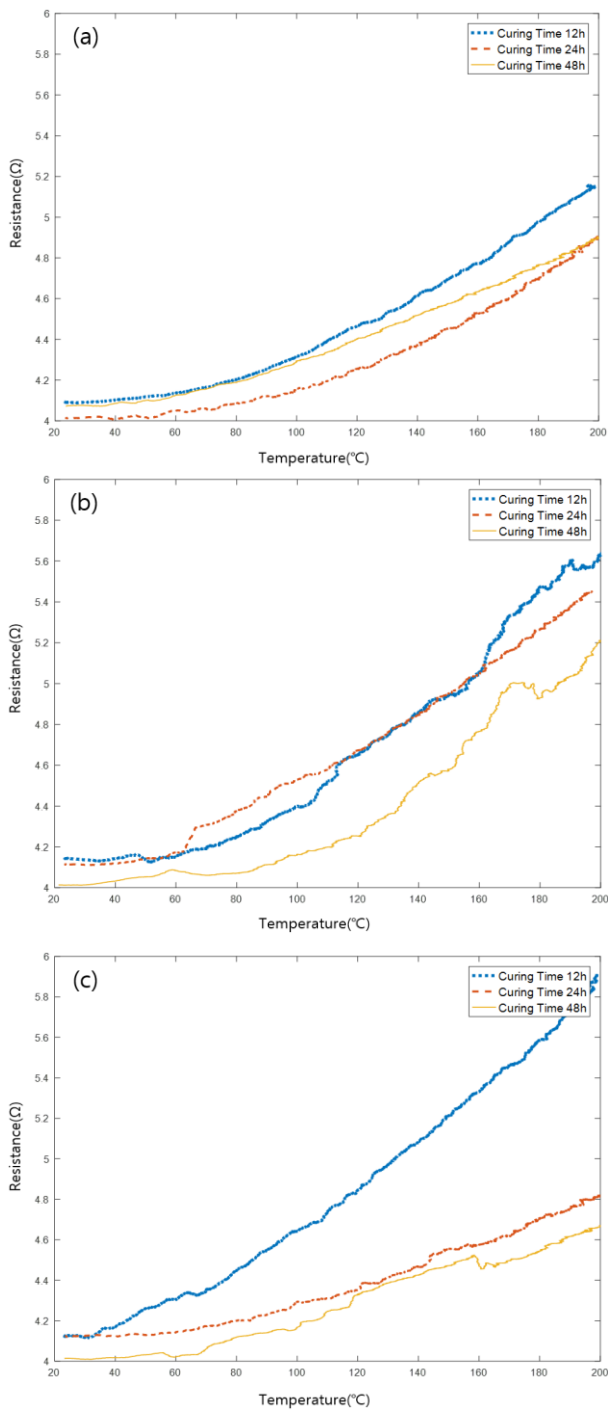 (a)
Curing Time 12h
Curing Time 24h
Curing Time 48h
6
5.8
5.6
5.4
5.2
5
4.8
4.6
4.4
4.2
4
Resistance(Ω)
20 40 60 80 100 120 140 160 180 200
Temperature(℃)
(b)
Curing Time 12h
Curing Time 24h
Curing Time 48h
6
5.8
5.6
5.4
5.2
5
4.8
4.6
4.4
4.2
4
Resistance(Ω)
20 40 60 80 100 120 140 160 180 200
Temperature(℃)
(c)
Curing Time 12h
Curing Time 24h
Curing Time 48h
6
5.8
5.6
5.4
5.2
5
4.8
4.6
4.4
4.2
4
Resistance(Ω)
20 40 60 80 100 120 140 160 180 200
Temperature(℃)